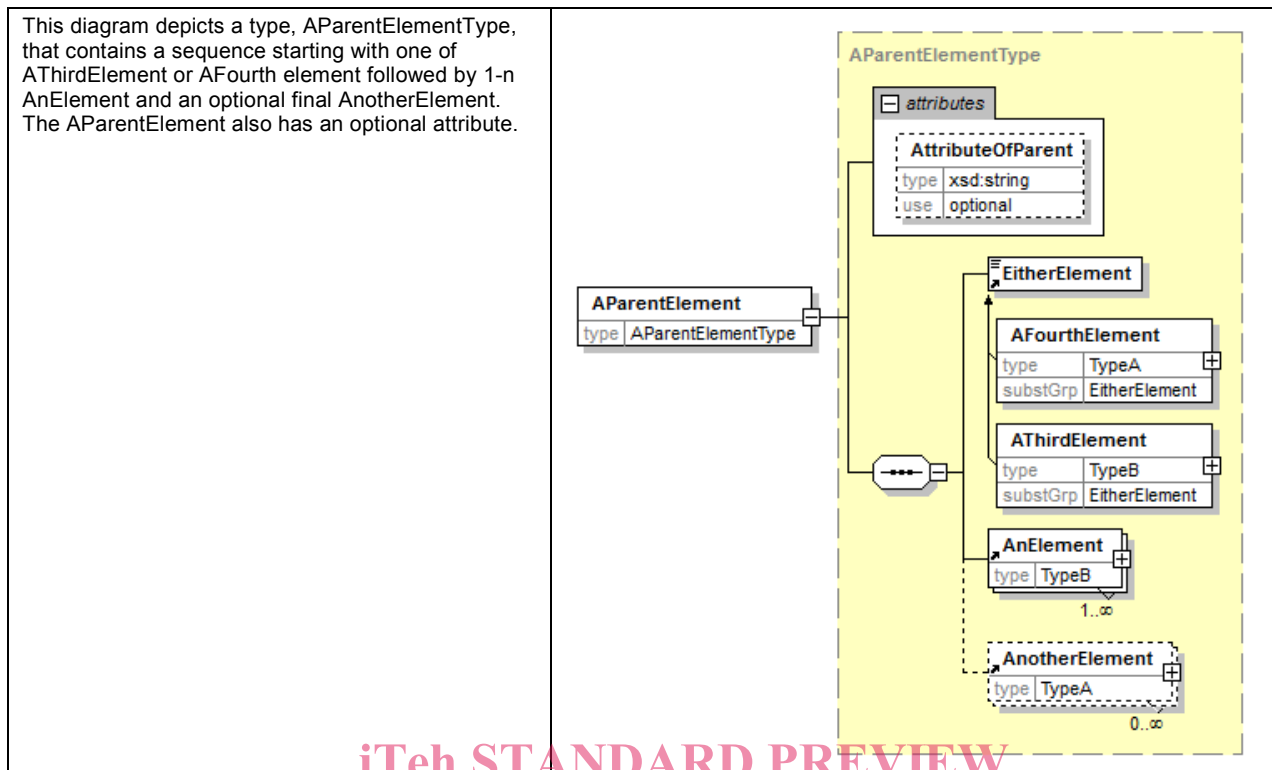 This diagram depicts a type, AParentElementType,
that contains a sequence starting with one of
AThirdElement or AFourth element followed by 1-n
AnElement and an optional final AnotherElement.
The AParentElement also has an optional attribute.
AParentElementType
attributes
AttributeOfParent
type xsd:string
use optional
EitherElement
AParentElement
type AParentElementType
AFourthElement
type TypeA
substGrp EitherElement
AThirdElement
type TypeB
substGrp EitherElement
AnElement
type TypeB
1..∞
AnotherElement
type TypeA
0..∞
iTeh STANDARD PREVIEW